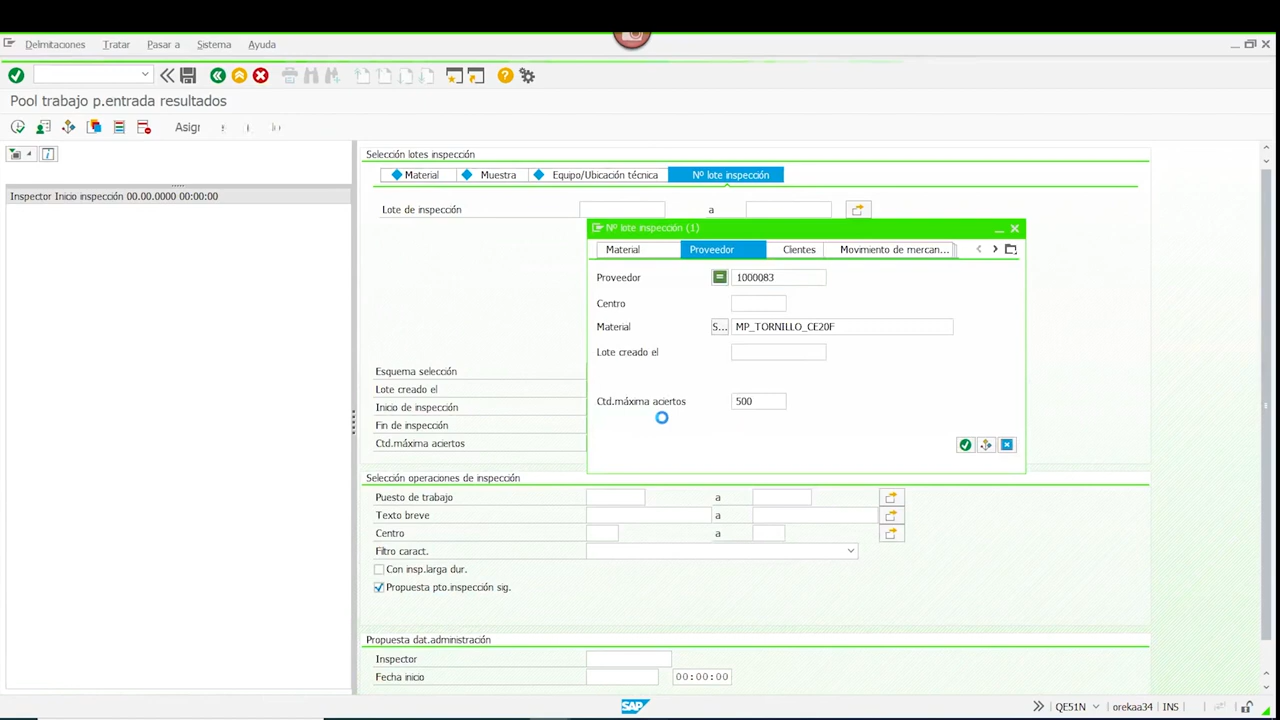 Delimitaciones Tratar Pasar a Sistema Ayuda
Pool trabajo p.entrada resultados
Asigr
Inspector Inicio inspección 00.00.0000 00:00:00
Selección lotes inspección
Material Muestra Equipo/Ubicación técnica Nº lote inspección
Lote de inspección a
Nº lote inspección (1)
Material Proveedor Clientes Movimiento de mercan...
Proveedor 1000083
Centro
Material S... MP_TORNILLO_CE20F
Lote creado el
Ctd.máxima aciertos 500
Esquema selección
Lote creado el
Inicio de inspección
Fin de inspección
Ctd.máxima aciertos
Selección operaciones de inspección
Puesto de trabajo a
Texto breve a
Centro a
Filtro caract.
Con insp.larga dur.
Propuesta pto.inspección sig.
Propuesta dat.administración
Inspector
Fecha inicio 00:00:00
SAP QE51N orekaa34 INS